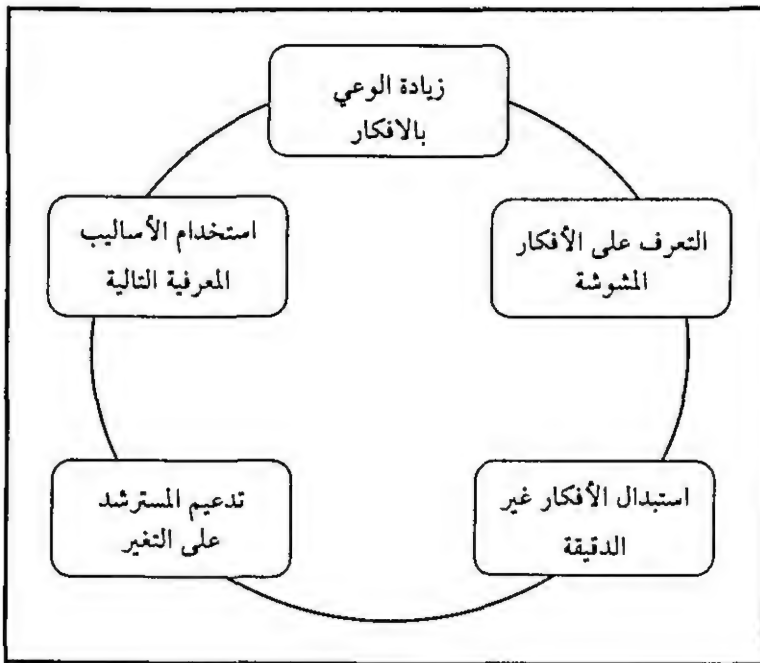 زيادة الوعي
بالافكار
التعرف على الأفكار
المشوشة
استبدال الأفكار غير
الدقيقة
تدعيم المسترشد
على التغير
استخدام الأساليب
المعرفية التالية